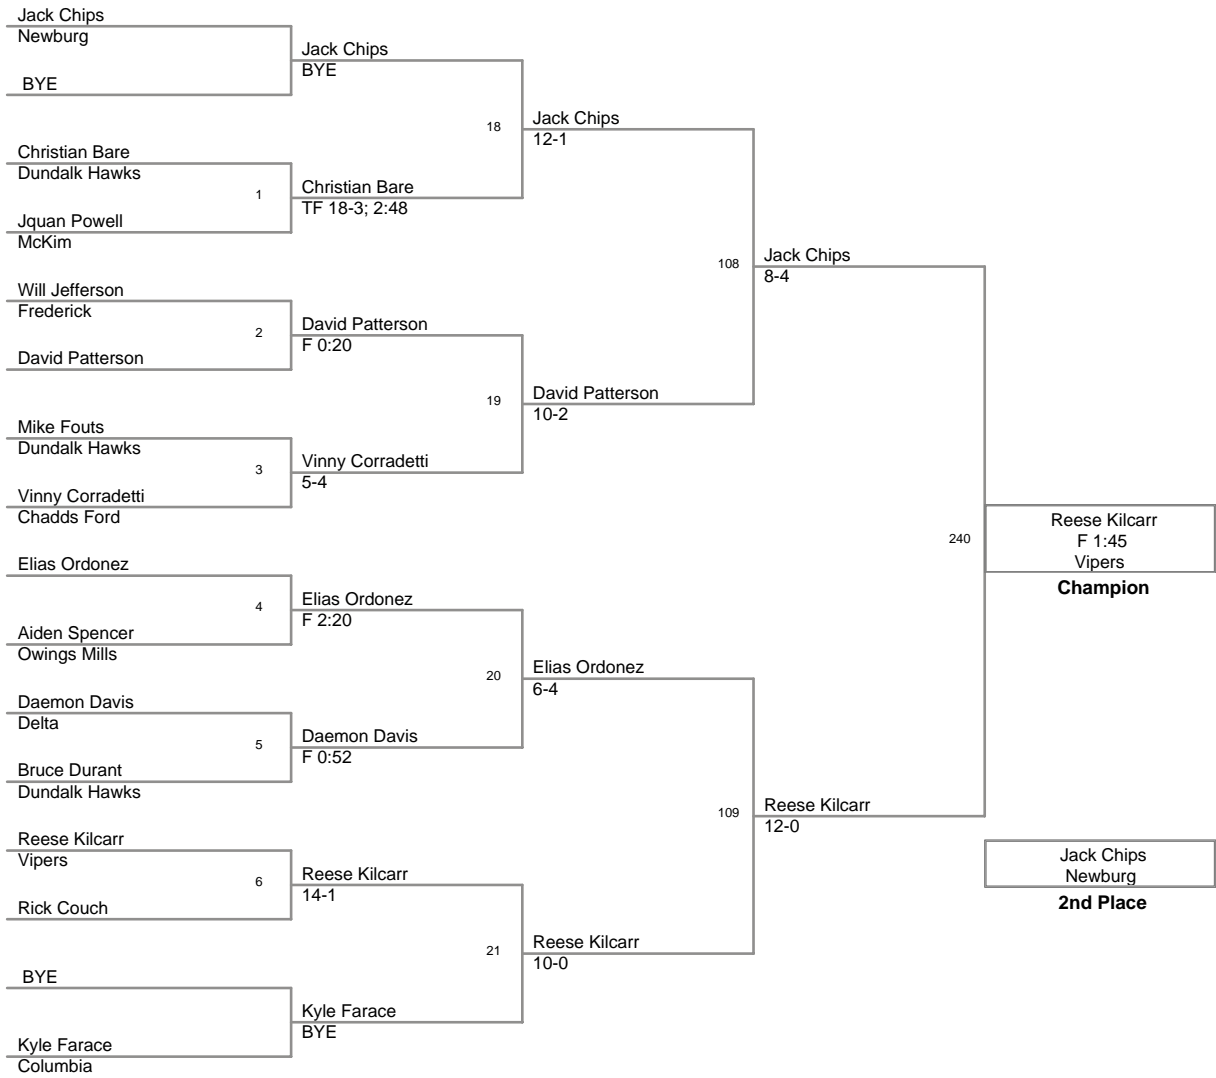 Jack Chips
Newburg
BYE
Christian Bare
Dundalk Hawks
1
Jquan Powell
McKim
Will Jefferson
Frederick
2
David Patterson
Mike Fouts
Dundalk Hawks
3
Vinny Corradetti
Chadds Ford
Elias Ordonez
4
Aiden Spencer
Owings Mills
Daemon Davis
Delta
5
Bruce Durant
Dundalk Hawks
Reese Kilcarr
Vipers
6
Rick Couch
BYE
Kyle Farace
Columbia
Jack Chips
BYE
18
Christian Bare
TF 18-3; 2:48
David Patterson
F 0:20
19
Vinny Corradetti
5-4
Elias Ordonez
F 2:20
20
Daemon Davis
F 0:52
Reese Kilcarr
14-1
21
Kyle Farace
BYE
Jack Chips
12-1
108
David Patterson
10-2
Elias Ordonez
6-4
109
Reese Kilcarr
10-0
Jack Chips
8-4
240
Reese Kilcarr
12-0
Reese Kilcarr
F 1:45
Vipers
Champion
Jack Chips
Newburg
2nd Place